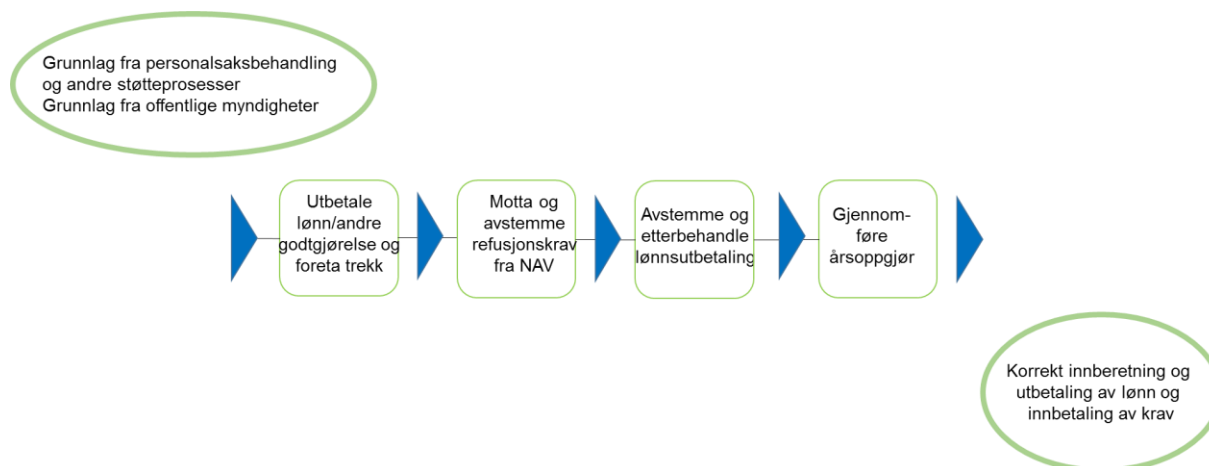 Grunnlag fra personalsaksbehandling
og andre støtteprosesser
Grunnlag fra offentlige myndigheter
Utbetale
lønn/andre
godtgjørelse og
foreta trekk
Motta og
avstemme
refusjonskrav
fra NAV
Avstemme og
etterbehandle
lønnsutbetaling
Gjennom-
føre
årsoppgjør
Korrekt innberetning og
utbetaling av lønn og
innbetaling av krav